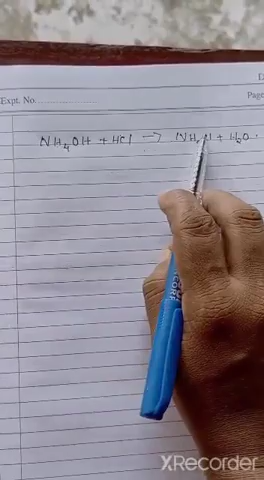 D
Expt. No.
Page
NH₄OH + HCl → + H₂O .
XRecorder